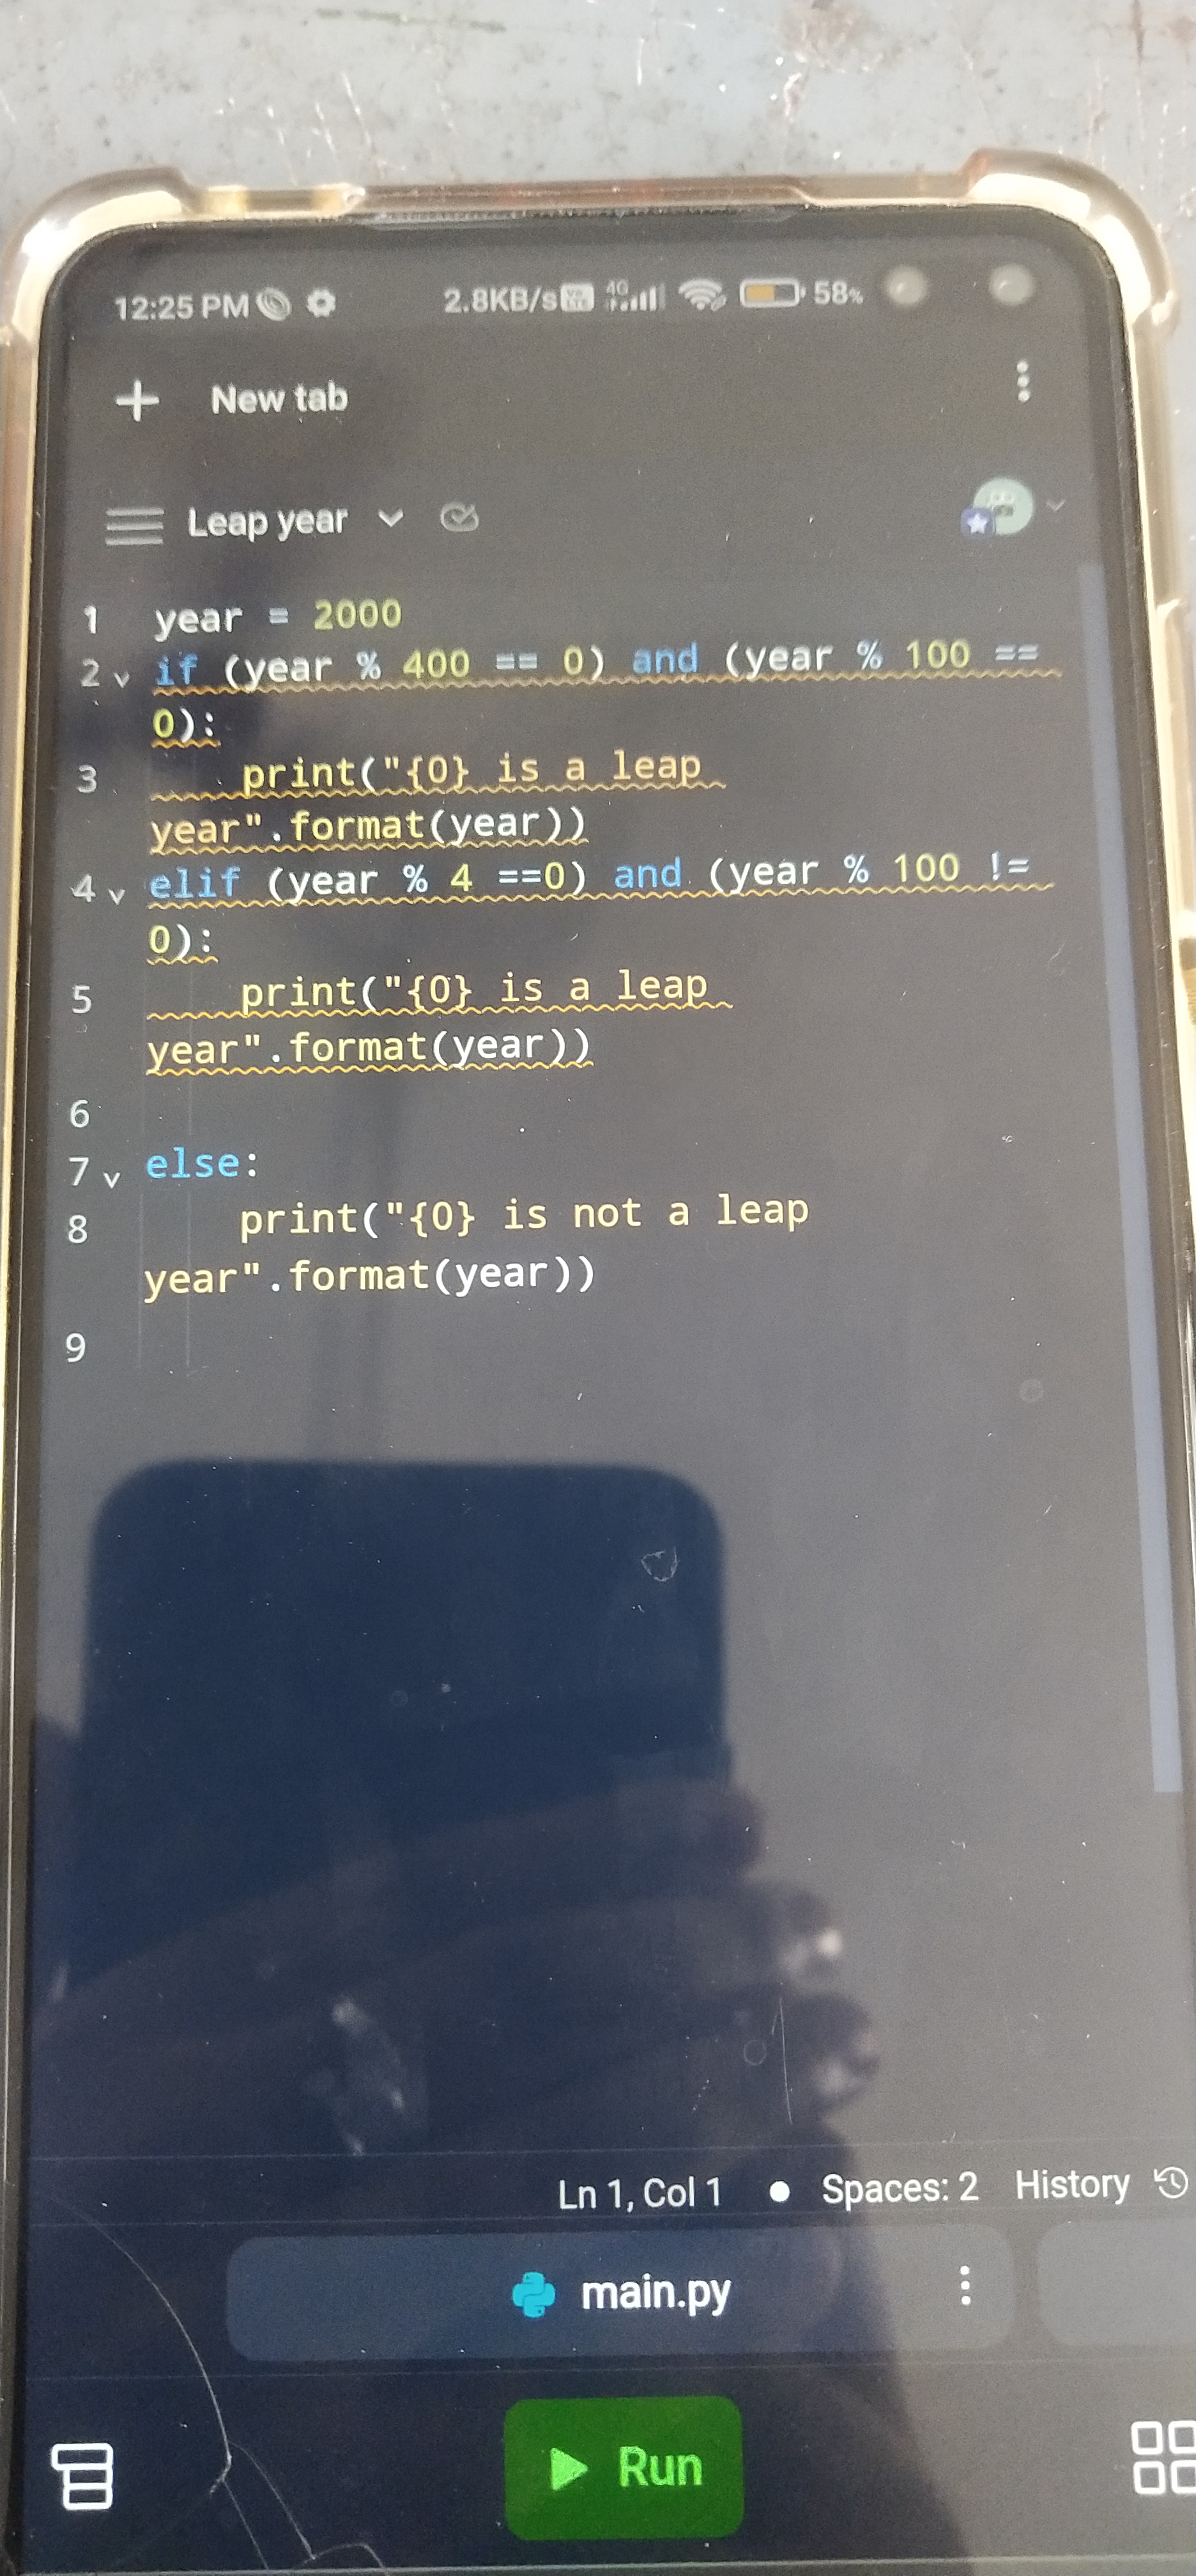 12:25 PM 2.8KB/s 4G 58%
+ New tab
Leap year
1 year = 2000
2 if (year % 400 == 0) and (year % 100 ==
0):
3 print("{0} is a leap
year".format(year))
4 elif (year % 4 ==0) and (year % 100 !=
0):
5 print("{0} is a leap
year".format(year))
6
7 else:
8 print("{0} is not a leap
year".format(year))
9
Ln 1, Col 1 • Spaces: 2 History
main.py
Run